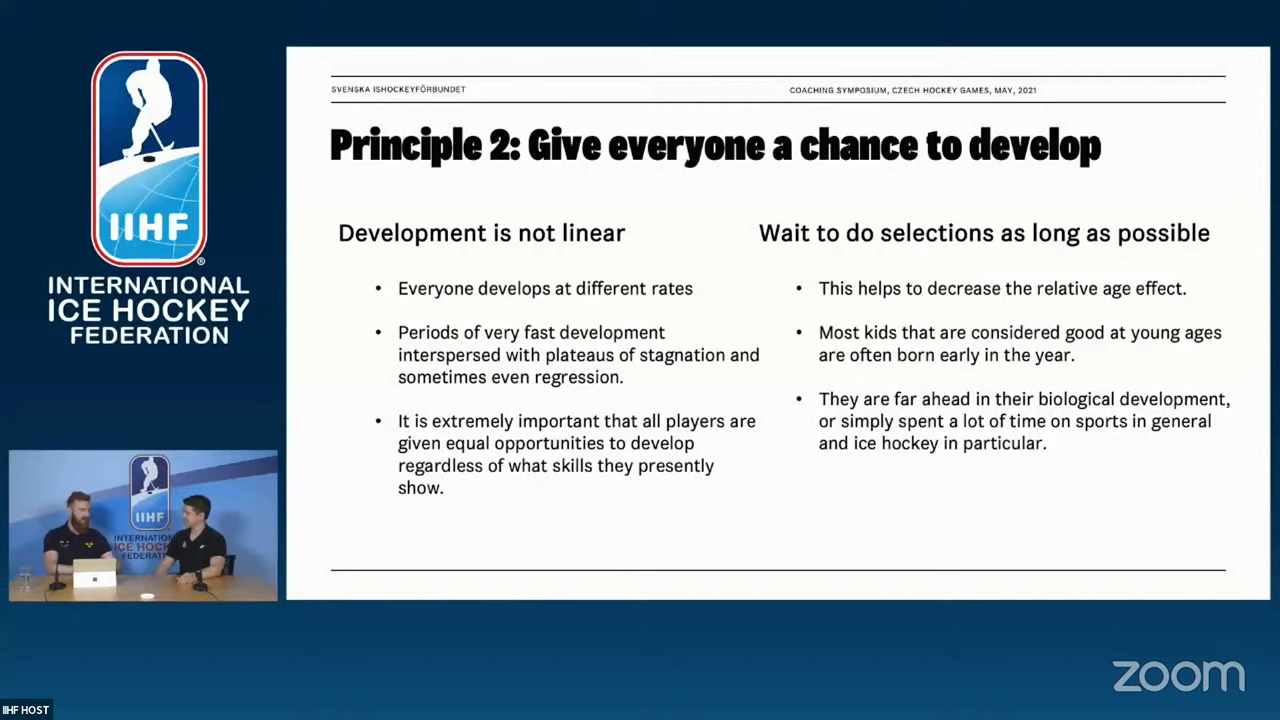 IIHF
®
INTERNATIONAL
ICE HOCKEY
FEDERATION
SVENSKA ISHOCKEYFÖRBUNDET
COACHING SYMPOSIUM, CZECH HOCKEY GAMES, MAY, 2021
Principle 2: Give everyone a chance to develop
Development is not linear
• Everyone develops at different rates
• Periods of very fast development
interspersed with plateaus of stagnation and
sometimes even regression.
• It is extremely important that all players are
given equal opportunities to develop
regardless of what skills they presently
show.
Wait to do selections as long as possible
• This helps to decrease the relative age effect.
• Most kids that are considered good at young ages
are often born early in the year.
• They are far ahead in their biological development,
or simply spent a lot of time on sports in general
and ice hockey in particular.
IIHF
INTERNATION
ICE HOCK
FEDERAT
zoom
IIHF HOST